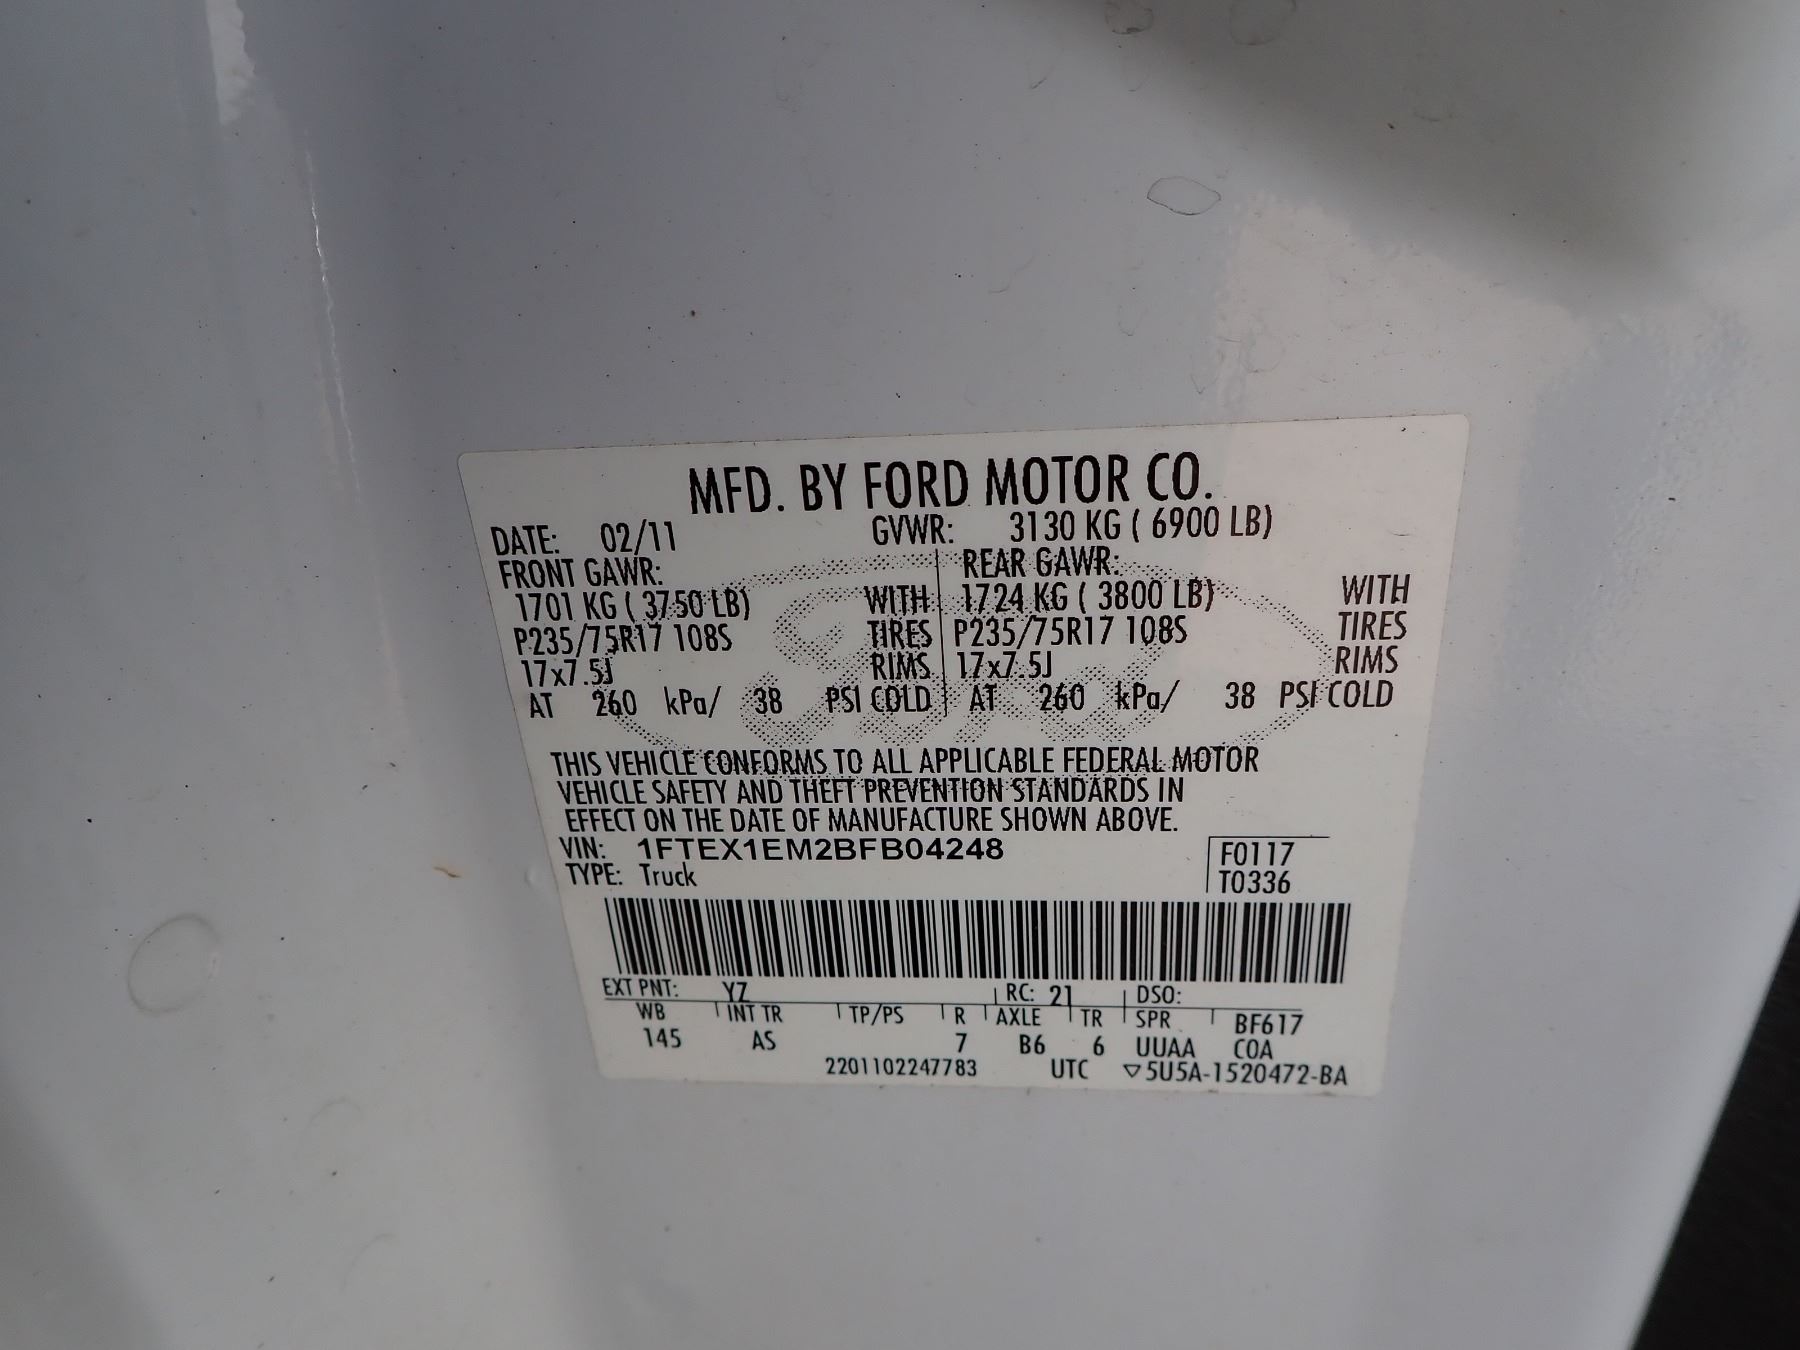 MFD. BY FORD MOTOR CO.
DATE: 02/11 GVWR: 3130 KG ( 6900 LB)
FRONT GAWR: REAR GAWR:
1701 KG ( 3750 LB) WITH 1724 KG ( 3800 LB) WITH
P235/75R17 108S TIRES P235/75R17 108S TIRES
17x7.5J RIMS 17x7.5J RIMS
AT 260 kPa/ 38 PSI COLD AT 260 kPa/ 38 PSI COLD
Ford
THIS VEHICLE CONFORMS TO ALL APPLICABLE FEDERAL MOTOR
VEHICLE SAFETY AND THEFT PREVENTION STANDARDS IN
EFFECT ON THE DATE OF MANUFACTURE SHOWN ABOVE.
VIN: 1FTEX1EM2BFB04248 F0117
TYPE: Truck T0336
EXT PNT: YZ RC: 21 DSO:
WB INT TR TP/PS R AXLE TR SPR BF617
145 AS 7 B6 6 UUAA COA
2201102247783 UTC ▽5U5A-1520472-BA